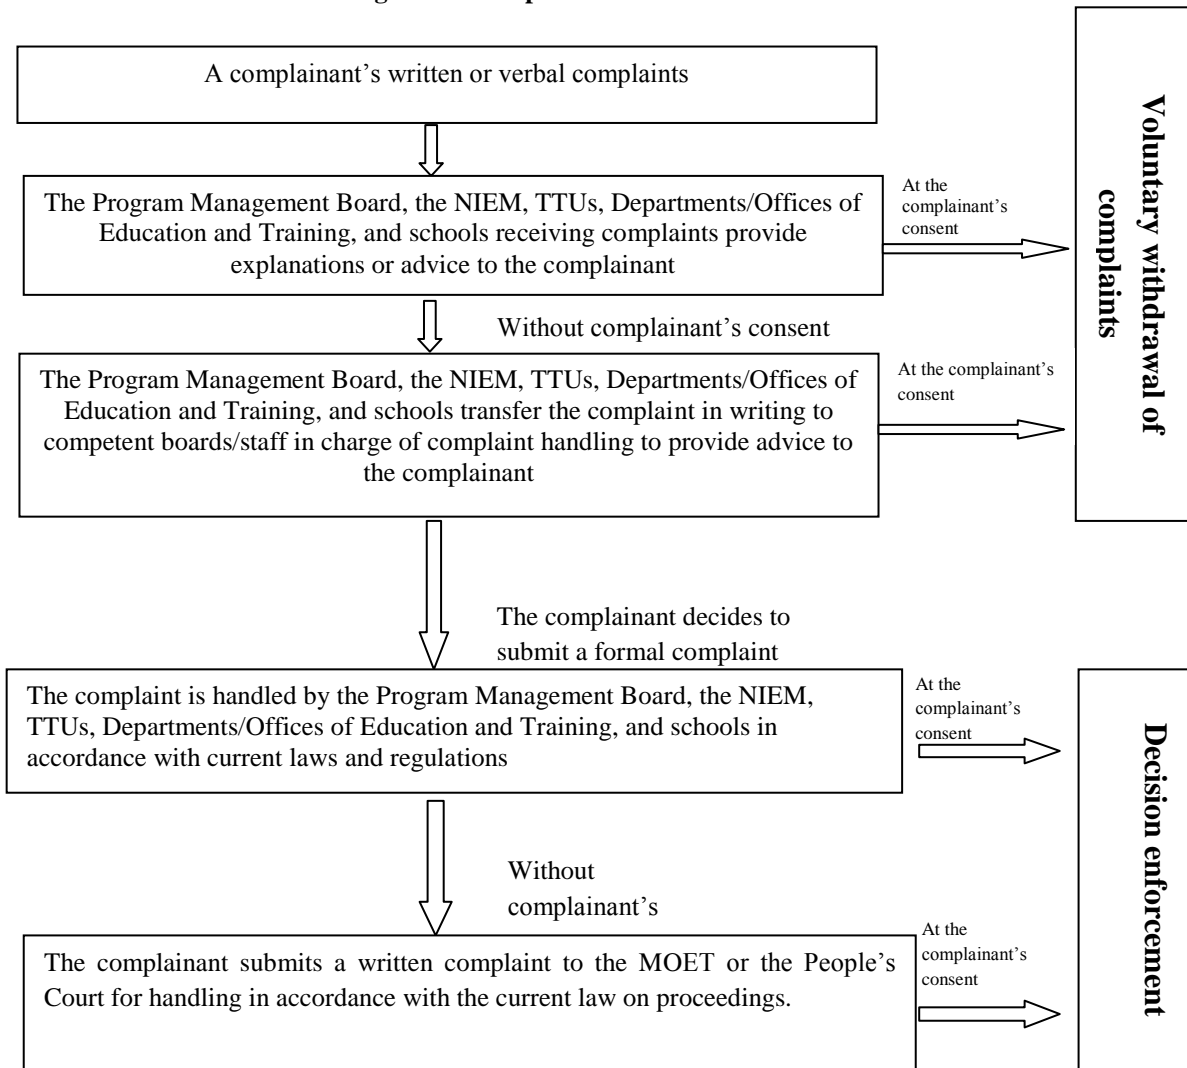 A complainant's written or verbal complaints
The Program Management Board, the NIEM, TTUs, Departments/Offices of
Education and Training, and schools receiving complaints provide
explanations or advice to the complainant
At the
complainant's
consent
Voluntary withdrawal of
complaints
Without complainant's consent
The Program Management Board, the NIEM, TTUs, Departments/Offices of
Education and Training, and schools transfer the complaint in writing to
competent boards/staff in charge of complaint handling to provide advice to
the complainant
At the complainant's
consent
The complainant decides to
submit a formal complaint
The complaint is handled by the Program Management Board, the NIEM,
TTUs, Departments/Offices of Education and Training, and schools in
accordance with current laws and regulations
At the
complainant's
consent
Decision enforcement
Without
complainant's
The complainant submits a written complaint to the MOET or the People's
Court for handling in accordance with the current law on proceedings.
At the
complainant's
consent